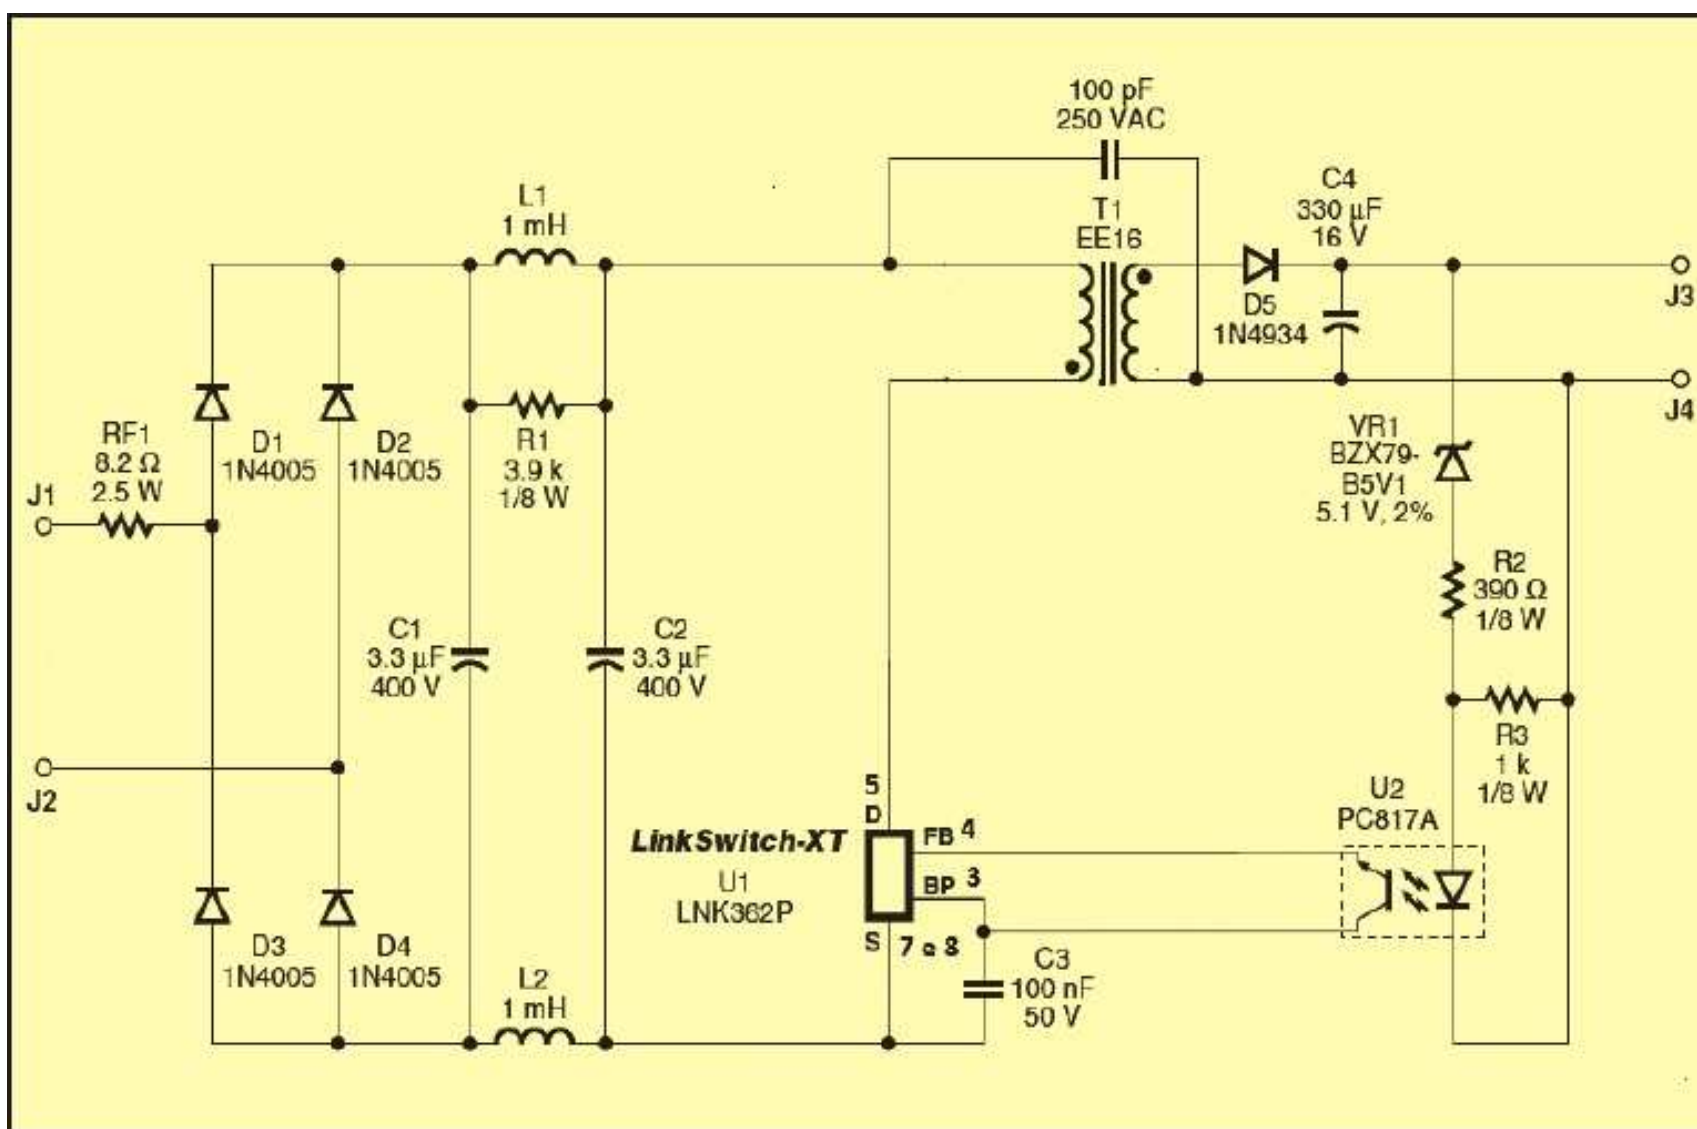 100 pF
250 VAC
L1
1 mH
T1
EE16
C4
330 µF
16 V
D5
1N4934
J3
J4
RF1
8.2 Ω
2.5 W
J1
D1
1N4005
D2
1N4005
R1
3.9 k
1/8 W
VR1
BZX79-
B5V1
5.1 V, 2%
R2
390 Ω
1/8 W
C1
3.3 µF
400 V
C2
3.3 µF
400 V
R3
1 k
1/8 W
J2
5
D
LinkSwitch-XT
U1
LNK362P
FB 4
BP 3
S
7 e 8
U2
PC817A
D3
1N4005
D4
1N4005
L2
1 mH
C3
100 nF
50 V